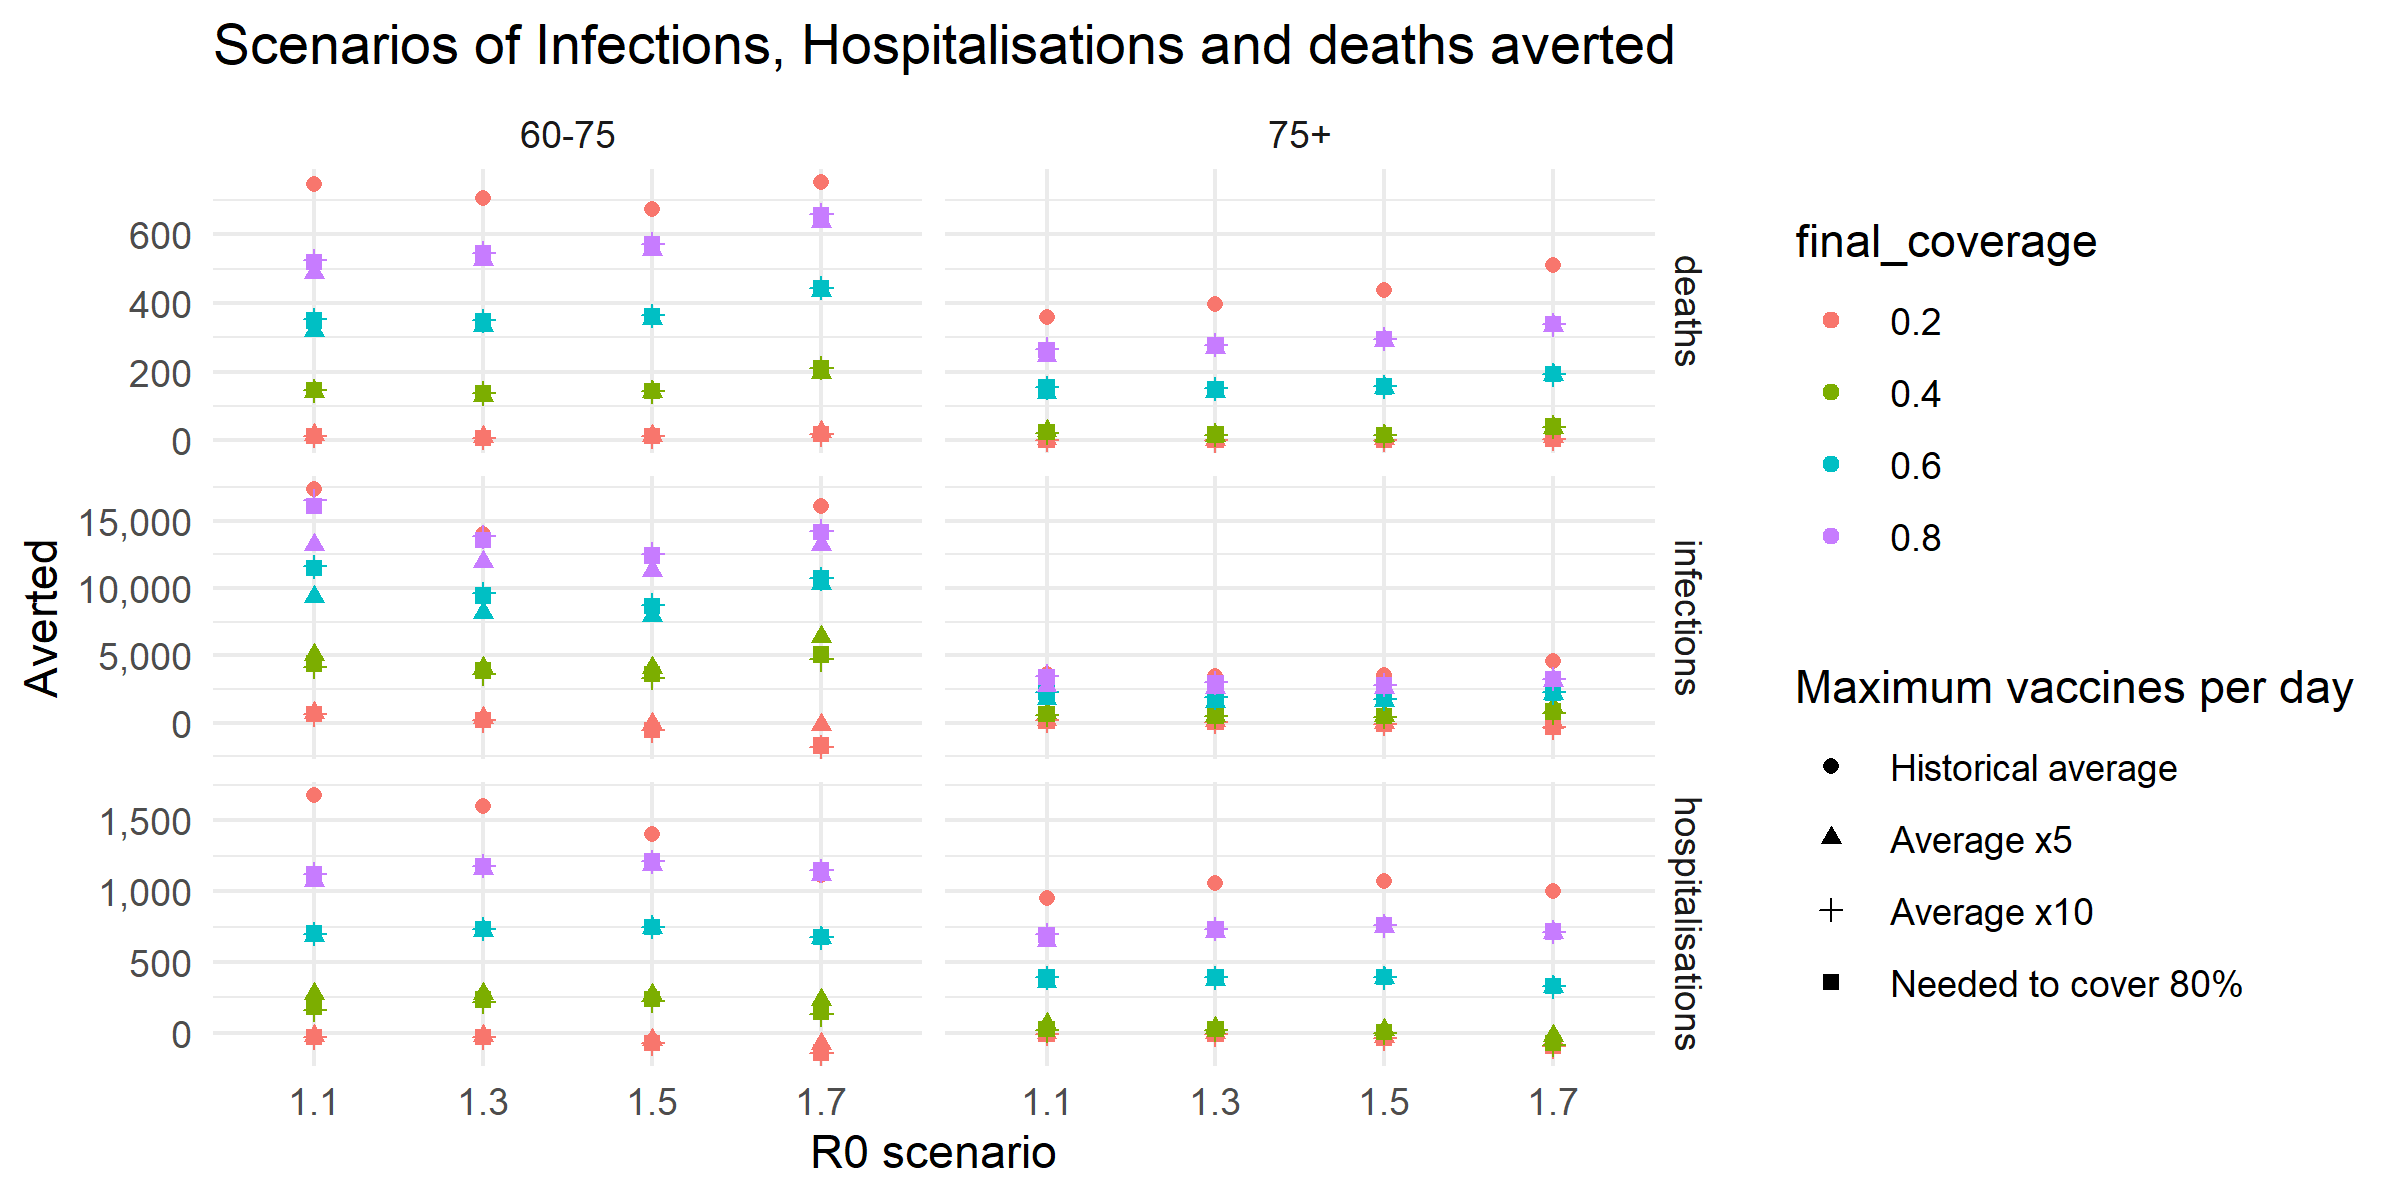 Scenarios of Infections, Hospitalisations and deaths averted
60-75
75+
600
400
200
0
deaths
15,000
10,000
5,000
0
infections
1,500
1,000
500
0
hospitalisations
Averted
1.1
1.3
1.5
1.7
1.1
1.3
1.5
1.7
R0 scenario
final_coverage
0.2
0.4
0.6
0.8
Maximum vaccines per day
Historical average
Average x5
Average x10
Needed to cover 80%